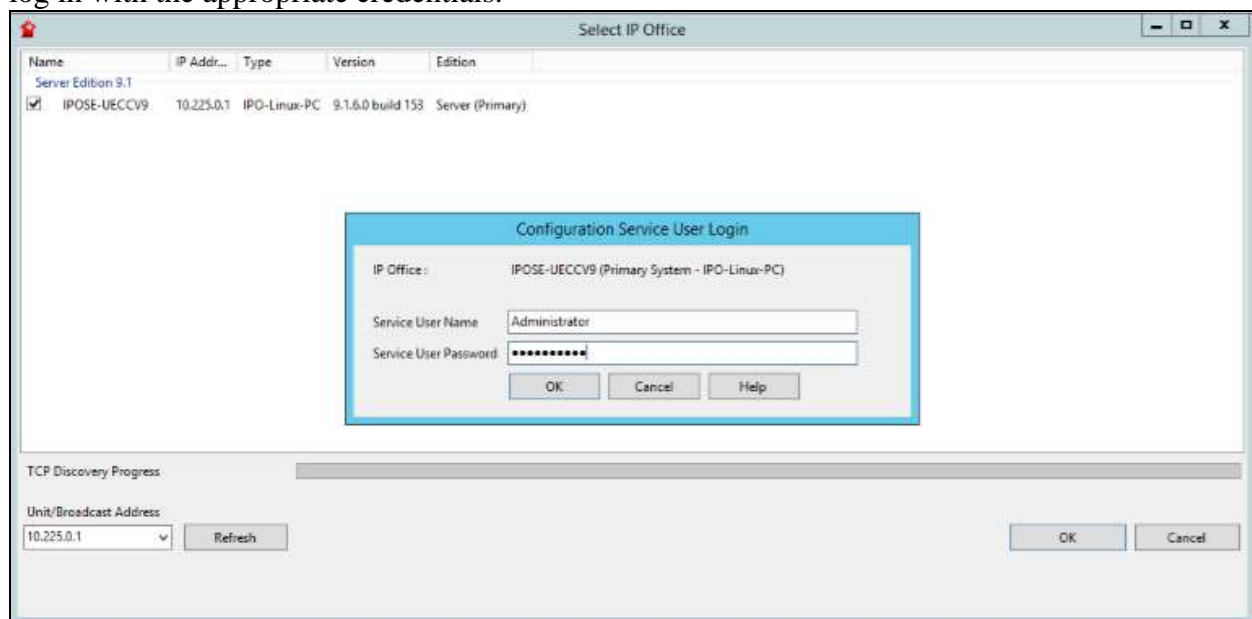 log in with the appropriate credentials.
Select IP Office
Name IP Addr... Type Version Edition
Server Edition 9.1
IPOSE-UECCV9 10.225.0.1 IPO-Linux-PC 9.1.6.0 build 153 Server (Primary)
Configuration Service User Login
IP Office : IPOSE-UECCV9 (Primary System - IPO-Linux-PC)
Service User Name Administrator
Service User Password ••••••••••
OK Cancel Help
TCP Discovery Progress
Unit/Broadcast Address
10.225.0.1 Refresh OK Cancel